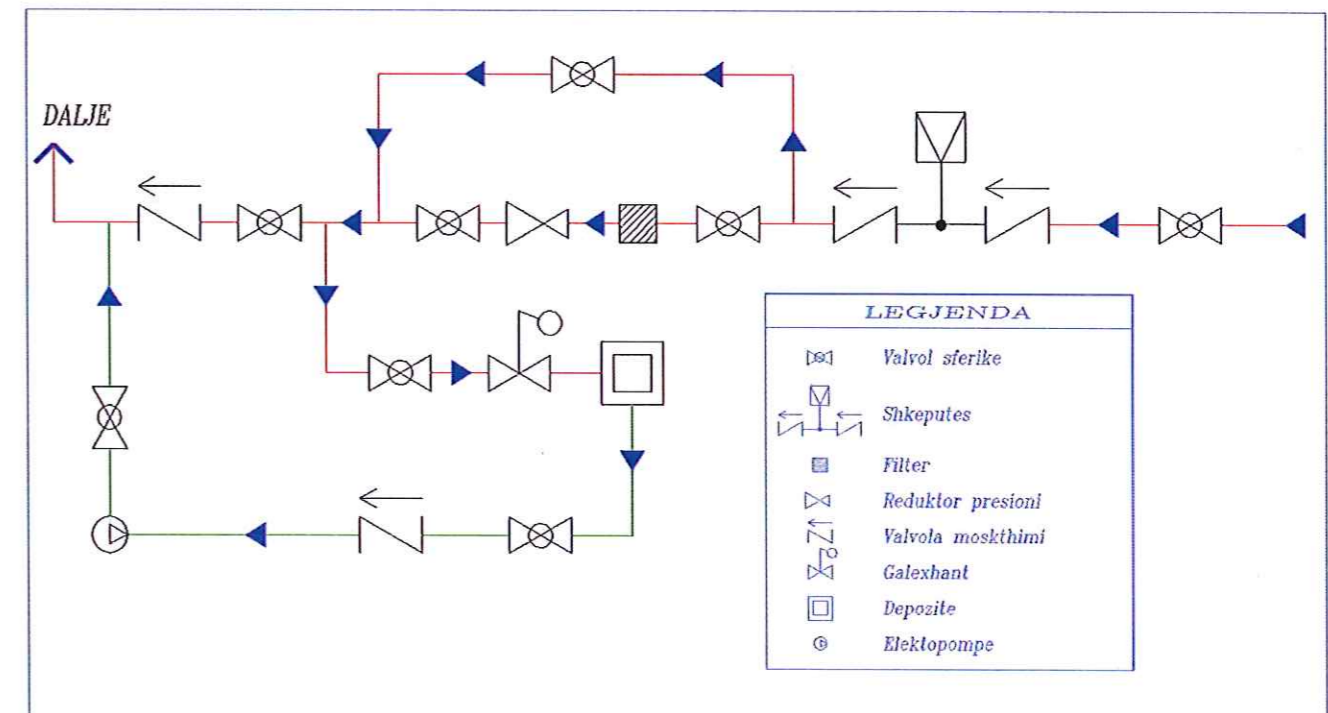 DALJE
LEGJENDA
Valvol sferike
Shkeputes
Filter
Reduktor presioni
Valvola moskthimi
Galexhant
Depozite
Elektopompe